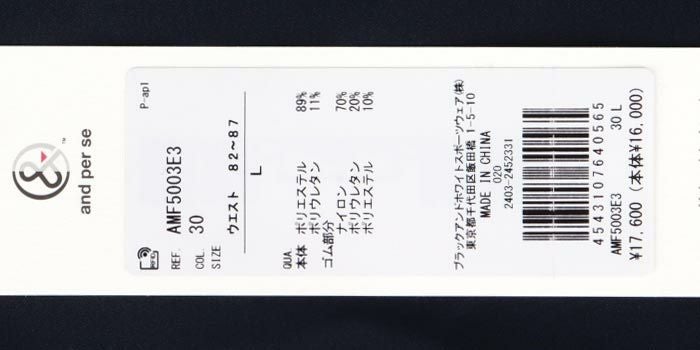 and per se
TM
P-apl
REF. AMF5003E3
COL. 30
SIZE ウエスト 82~87
L
QUA.
本体 ポリエステル 89%
ポリウレタン 11%
ゴム部分
ナイロン 70%
ポリウレタン 20%
ポリエステル 10%
ブラックアンドホワイトスポーツウェア(株)
東京都千代田区飯田橋 1-5-10
MADE IN CHINA
020
2403-2452331
4543107640565
AMF5003E3 30 L
¥17,600 (本体¥16,000)